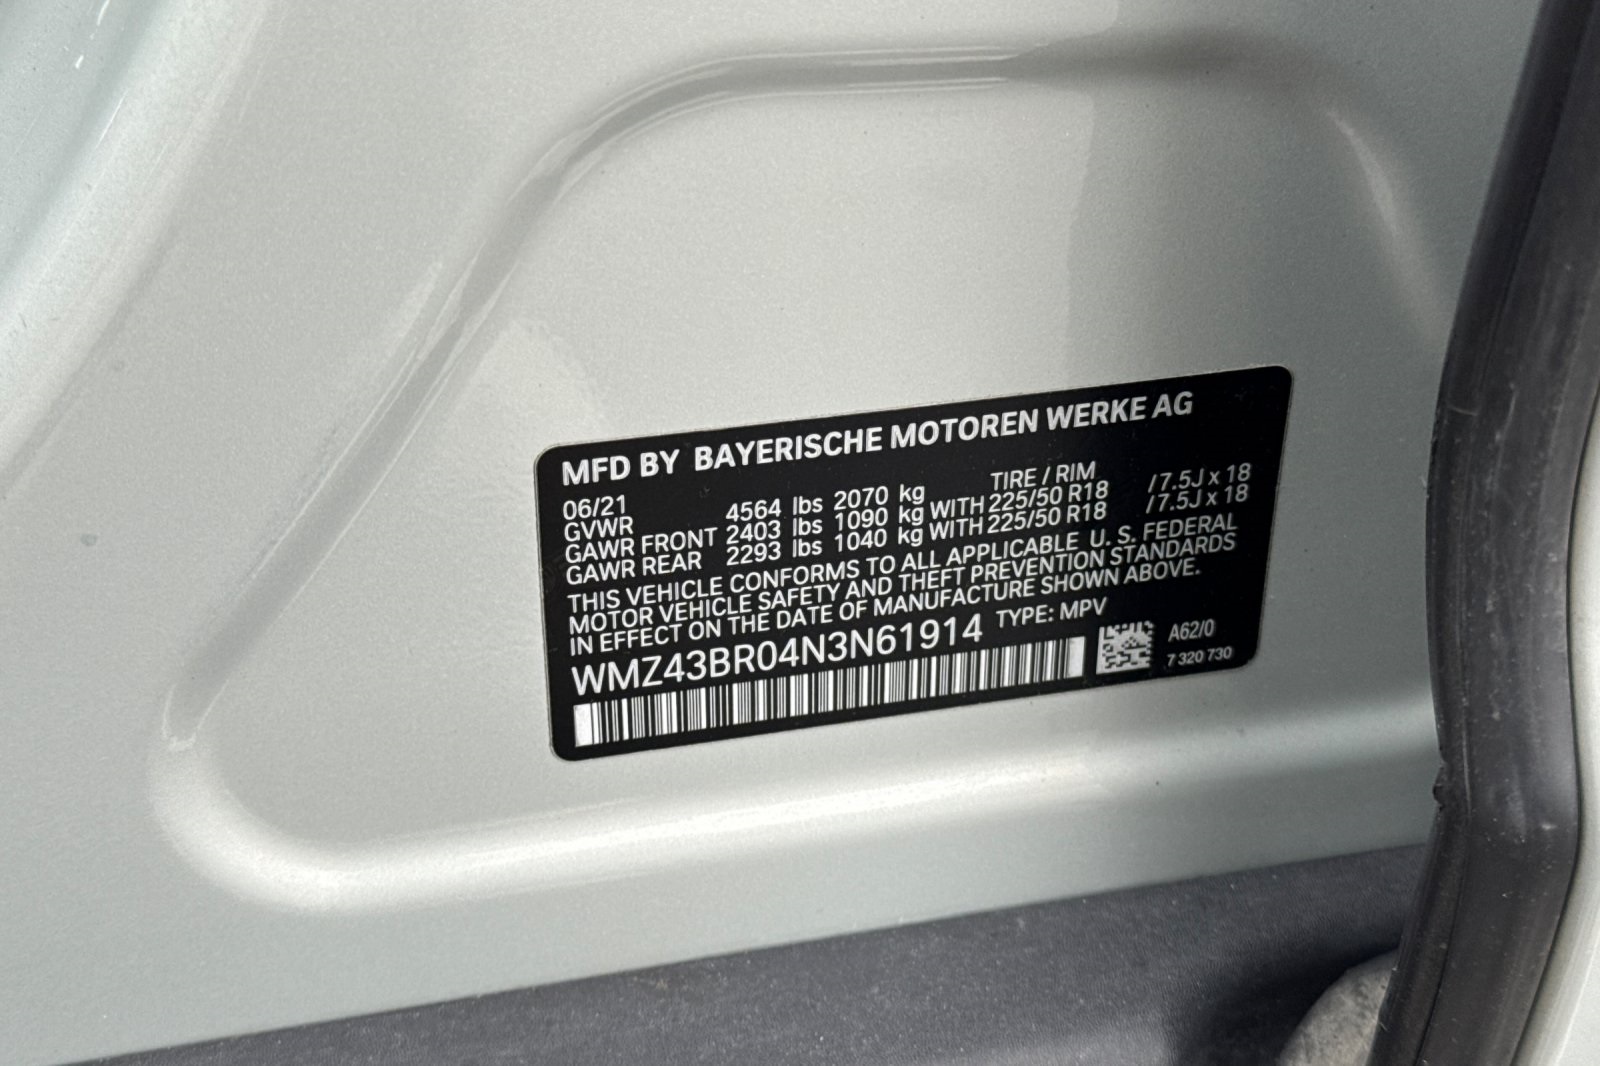 MFD BY BAYERISCHE MOTOREN WERKE AG
06/21 TIRE / RIM
GVWR 4564 lbs 2070 kg
GAWR FRONT 2403 lbs 1090 kg WITH 225/50 R18 /7.5J x 18
GAWR REAR 2293 lbs 1040 kg WITH 225/50 R18 /7.5J x 18
THIS VEHICLE CONFORMS TO ALL APPLICABLE U. S. FEDERAL
MOTOR VEHICLE SAFETY AND THEFT PREVENTION STANDARDS
IN EFFECT ON THE DATE OF MANUFACTURE SHOWN ABOVE.
WMZ43BR04N3N61914 TYPE: MPV
A62/0
7 320 730